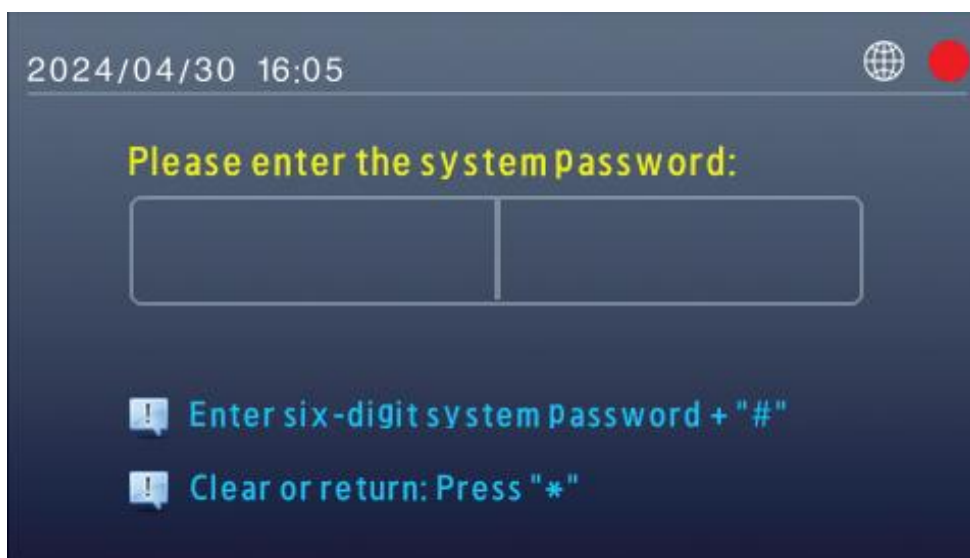 2024/04/30 16:05
Please enter the system password:
Enter six-digit system password + "#"
Clear or return: Press "*"